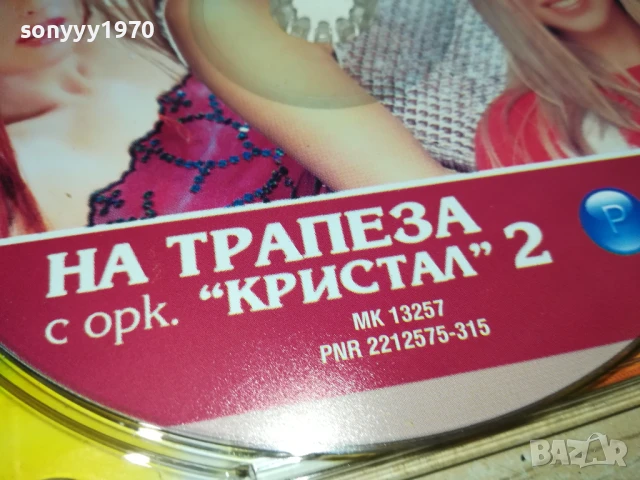 sonyyy1970
НА ТРАПЕЗА
с орк. “КРИСТАЛ” 2
MK 13257
PNR 2212575-315
P
BAZAR